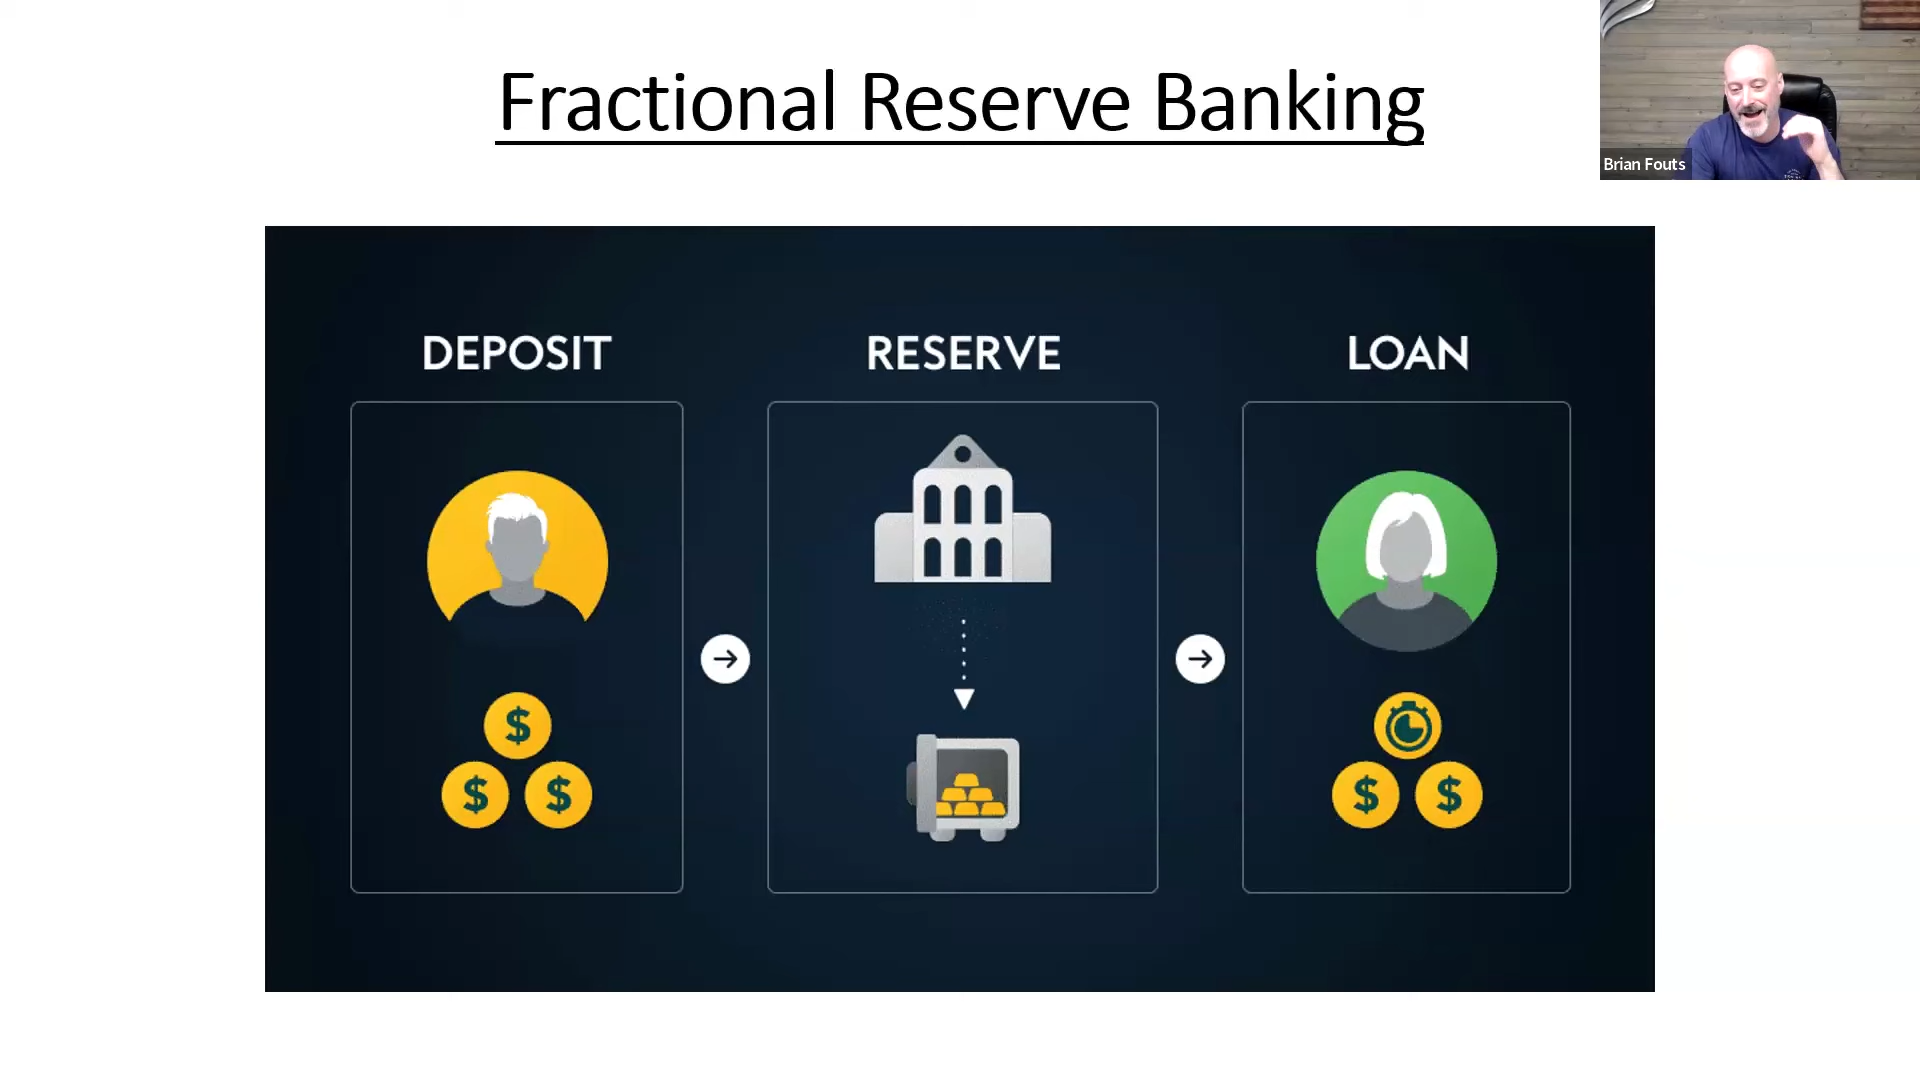 Fractional Reserve Banking
Brian Fouts
DEPOSIT
RESERVE
LOAN
$
$ $
$ $